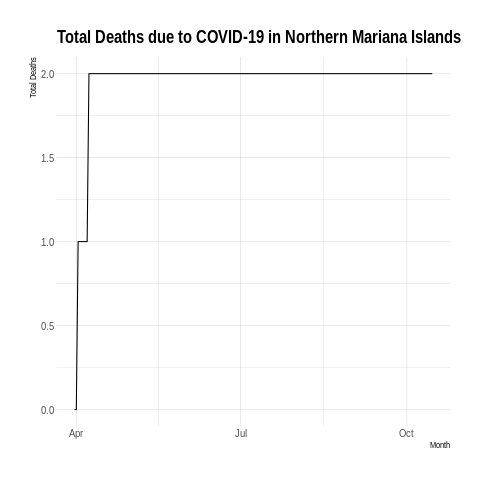 Total Deaths due to COVID-19 in Northern Mariana Islands
Total Deaths
2.0
1.5
1.0
0.5
0.0
Apr Jul Oct
Month